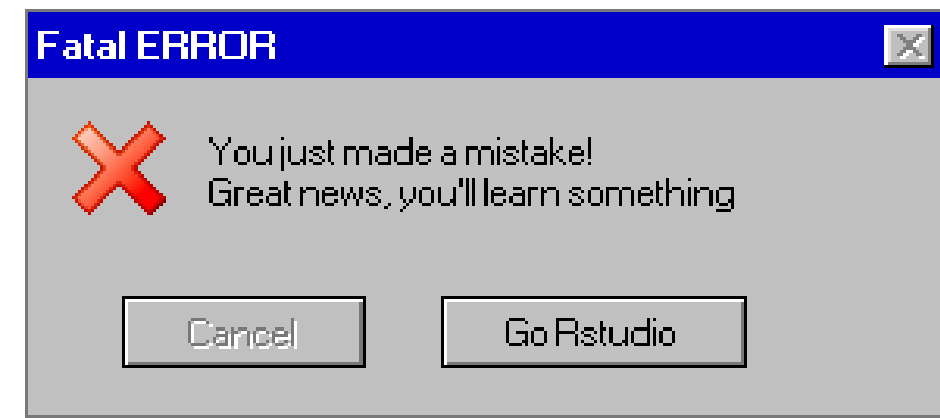 Fatal ERROR
You just made a mistake!
Great news, you'll learn something
Cancel
Go Rstudio